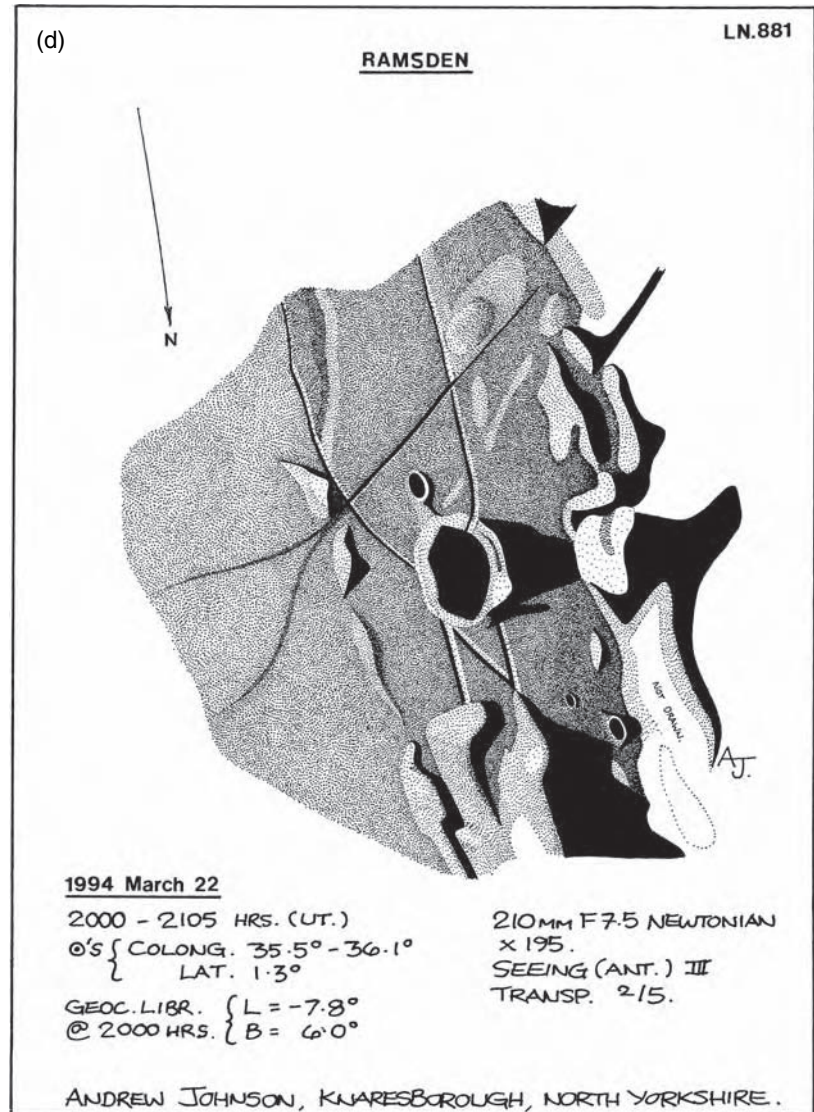 (d)
LN.881
RAMSDEN
N
NOT DRAWN.
AJ.
1994 March 22
2000 - 2105 HRS. (UT.)
☉'S { COLONG. 35.5° - 36.1°
LAT. 1.3°
GEOC. LIBR. { L = -7.8°
@ 2000 HRS. { B = 6.0°
210MM F7.5 NEWTONIAN
× 195.
SEEING (ANT.) III
TRANSP. 2/5.
ANDREW JOHNSON, KNARESBOROUGH, NORTH YORKSHIRE.